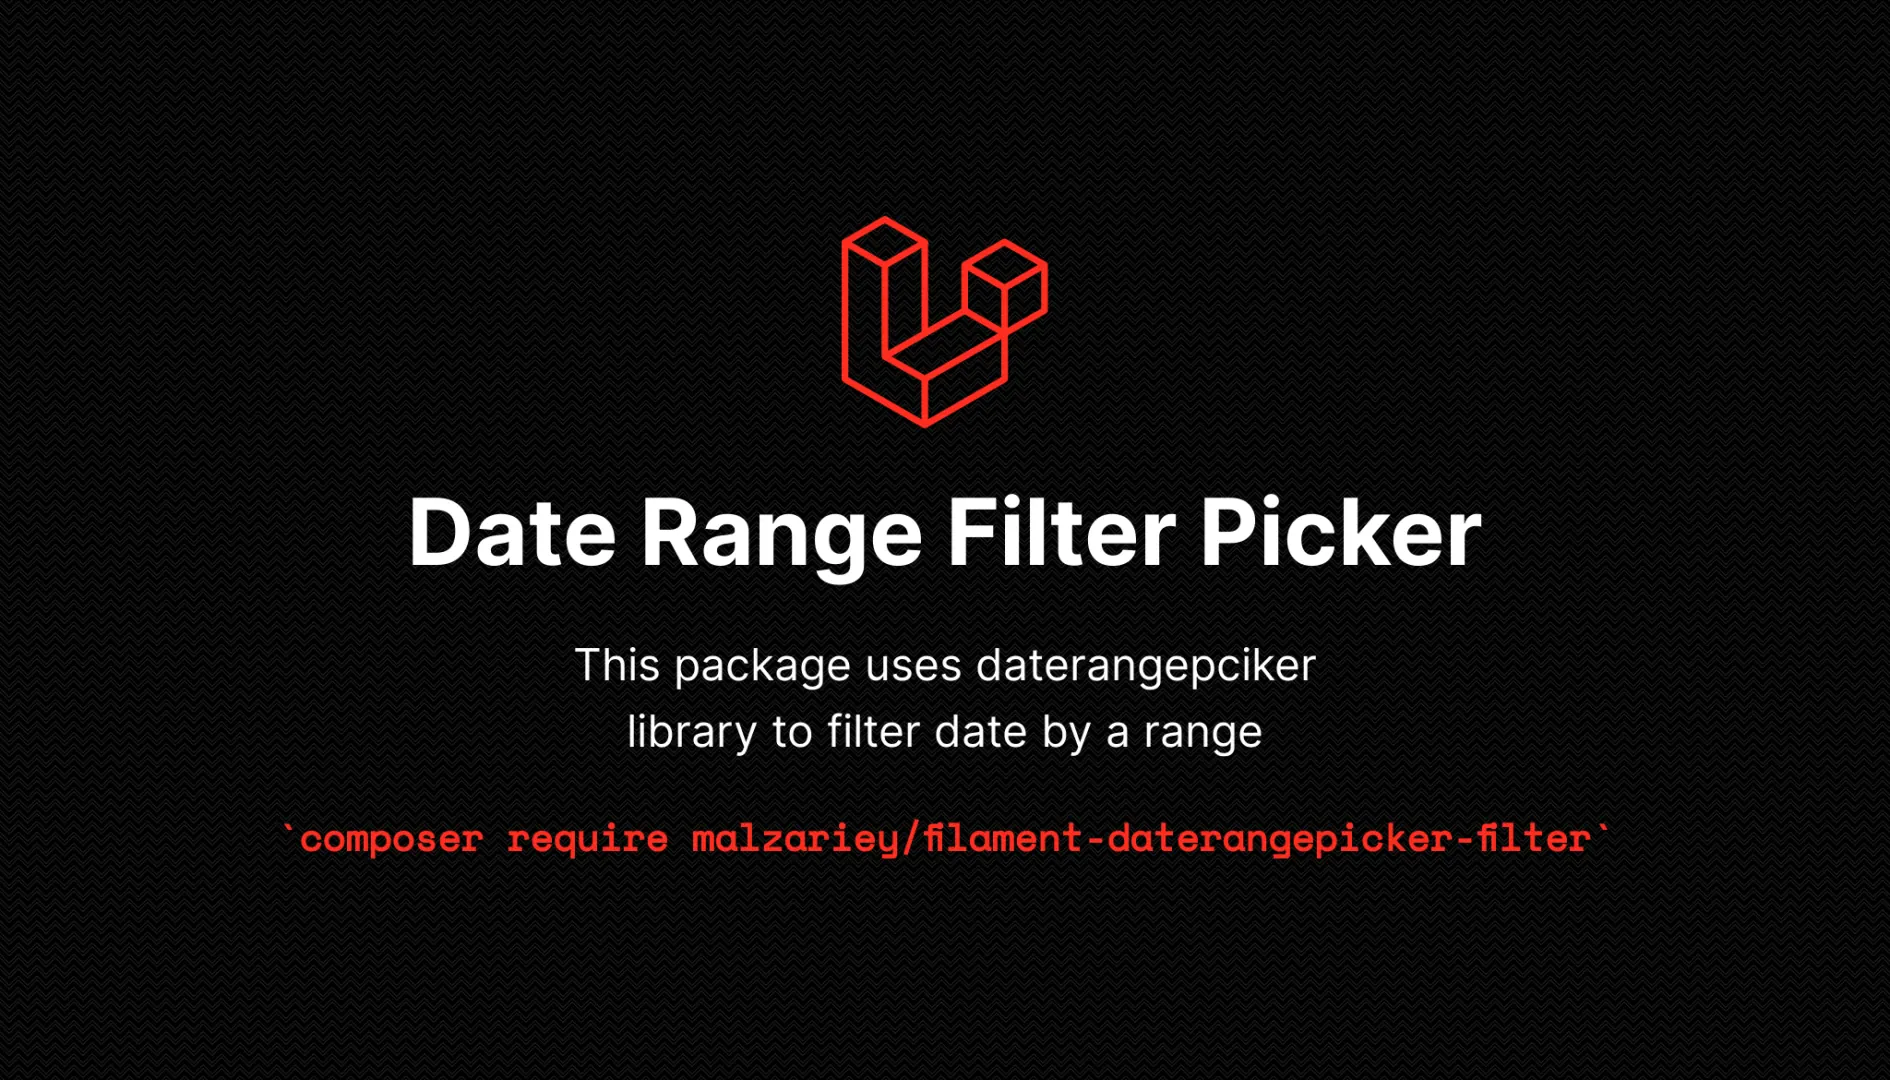 Date Range Filter Picker
This package uses daterangepciker
library to filter date by a range
`composer require malzariey/filament-daterangepicker-filter`